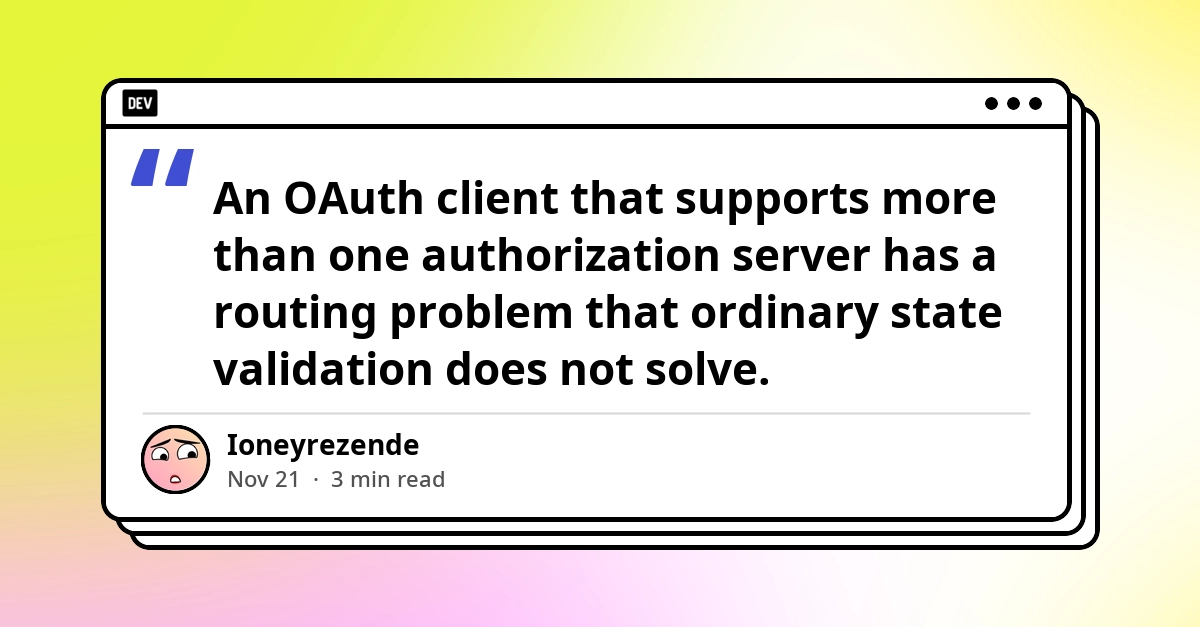 DEV
“
An OAuth client that supports more
than one authorization server has a
routing problem that ordinary state
validation does not solve.
Ioneyrezende
Nov 21 · 3 min read